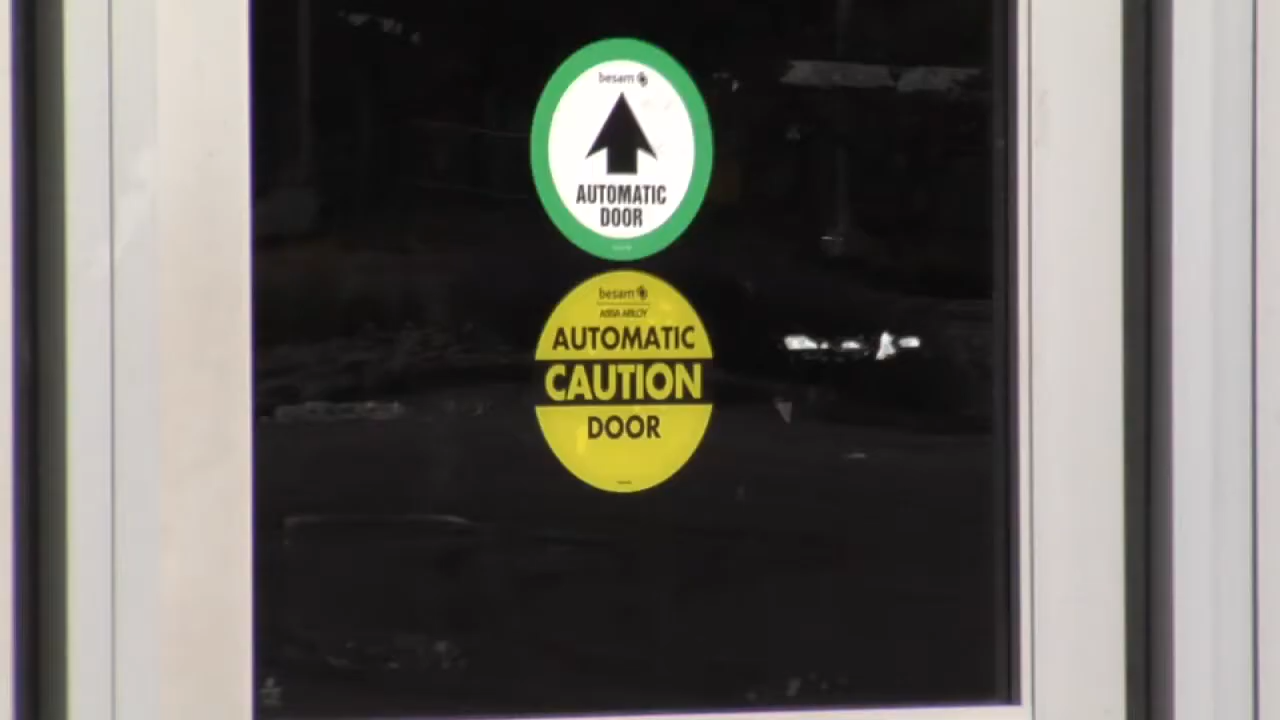 besam
AUTOMATIC
DOOR
besam
ASSA ABLOY
AUTOMATIC
CAUTION
DOOR